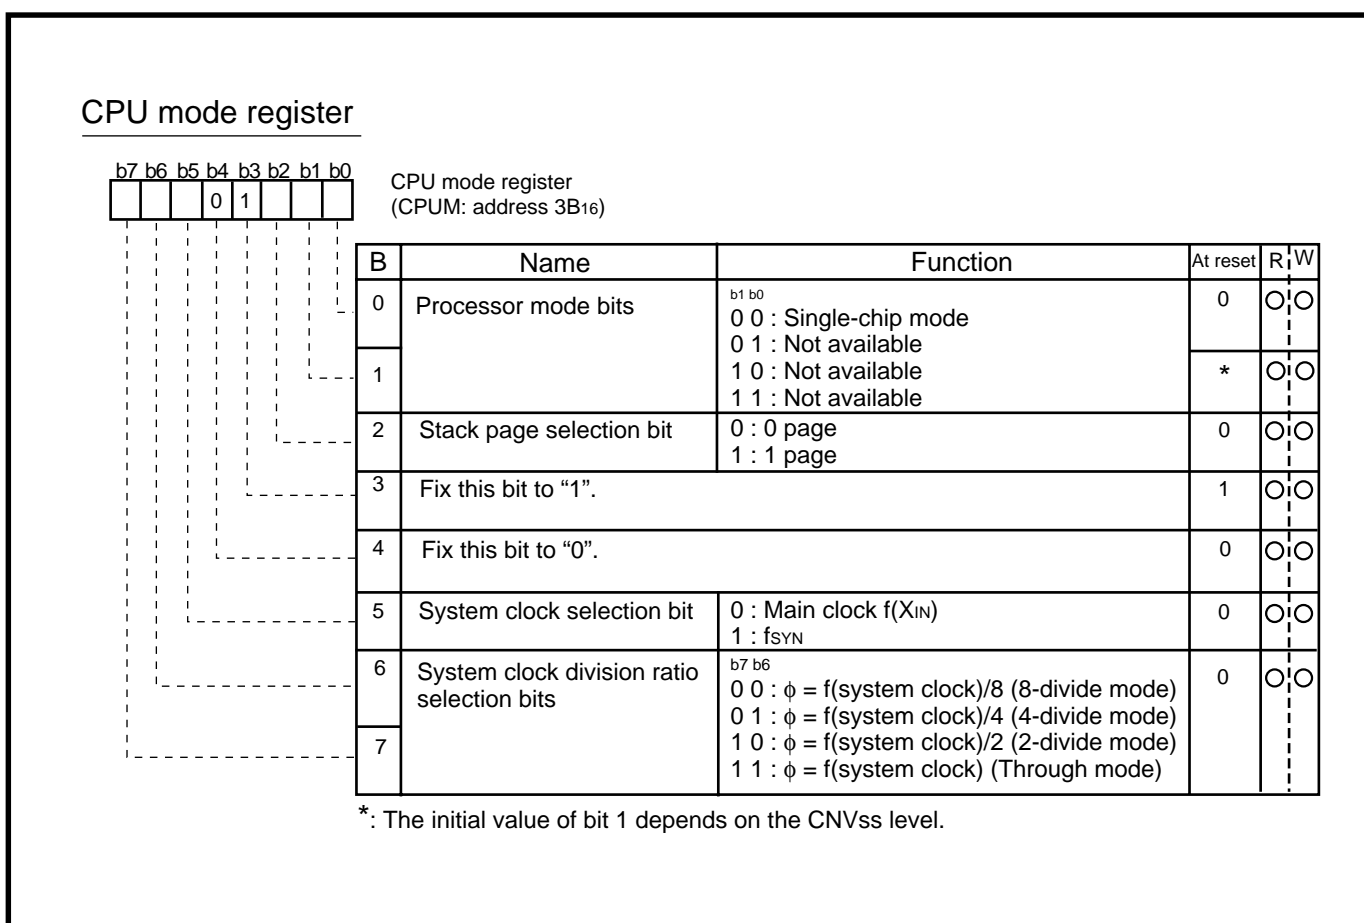 CPU mode register
b7 b6 b5 b4 b3 b2 b1 b0
0 1
CPU mode register
(CPUM: address 3B16)
B Name Function At reset R W
0 Processor mode bits b1 b0 0
0 0 : Single-chip mode
0 1 : Not available
1 1 0 : Not available *
1 1 : Not available
2 Stack page selection bit 0 : 0 page 0
1 : 1 page
3 Fix this bit to “1”. 1
4 Fix this bit to “0”. 0
5 System clock selection bit 0 : Main clock f(XIN) 0
1 : fSYN
6 System clock division ratio b7 b6 0
selection bits 0 0 : ϕ = f(system clock)/8 (8-divide mode)
0 1 : ϕ = f(system clock)/4 (4-divide mode)
7 1 0 : ϕ = f(system clock)/2 (2-divide mode)
1 1 : ϕ = f(system clock) (Through mode)
*: The initial value of bit 1 depends on the CNVss level.